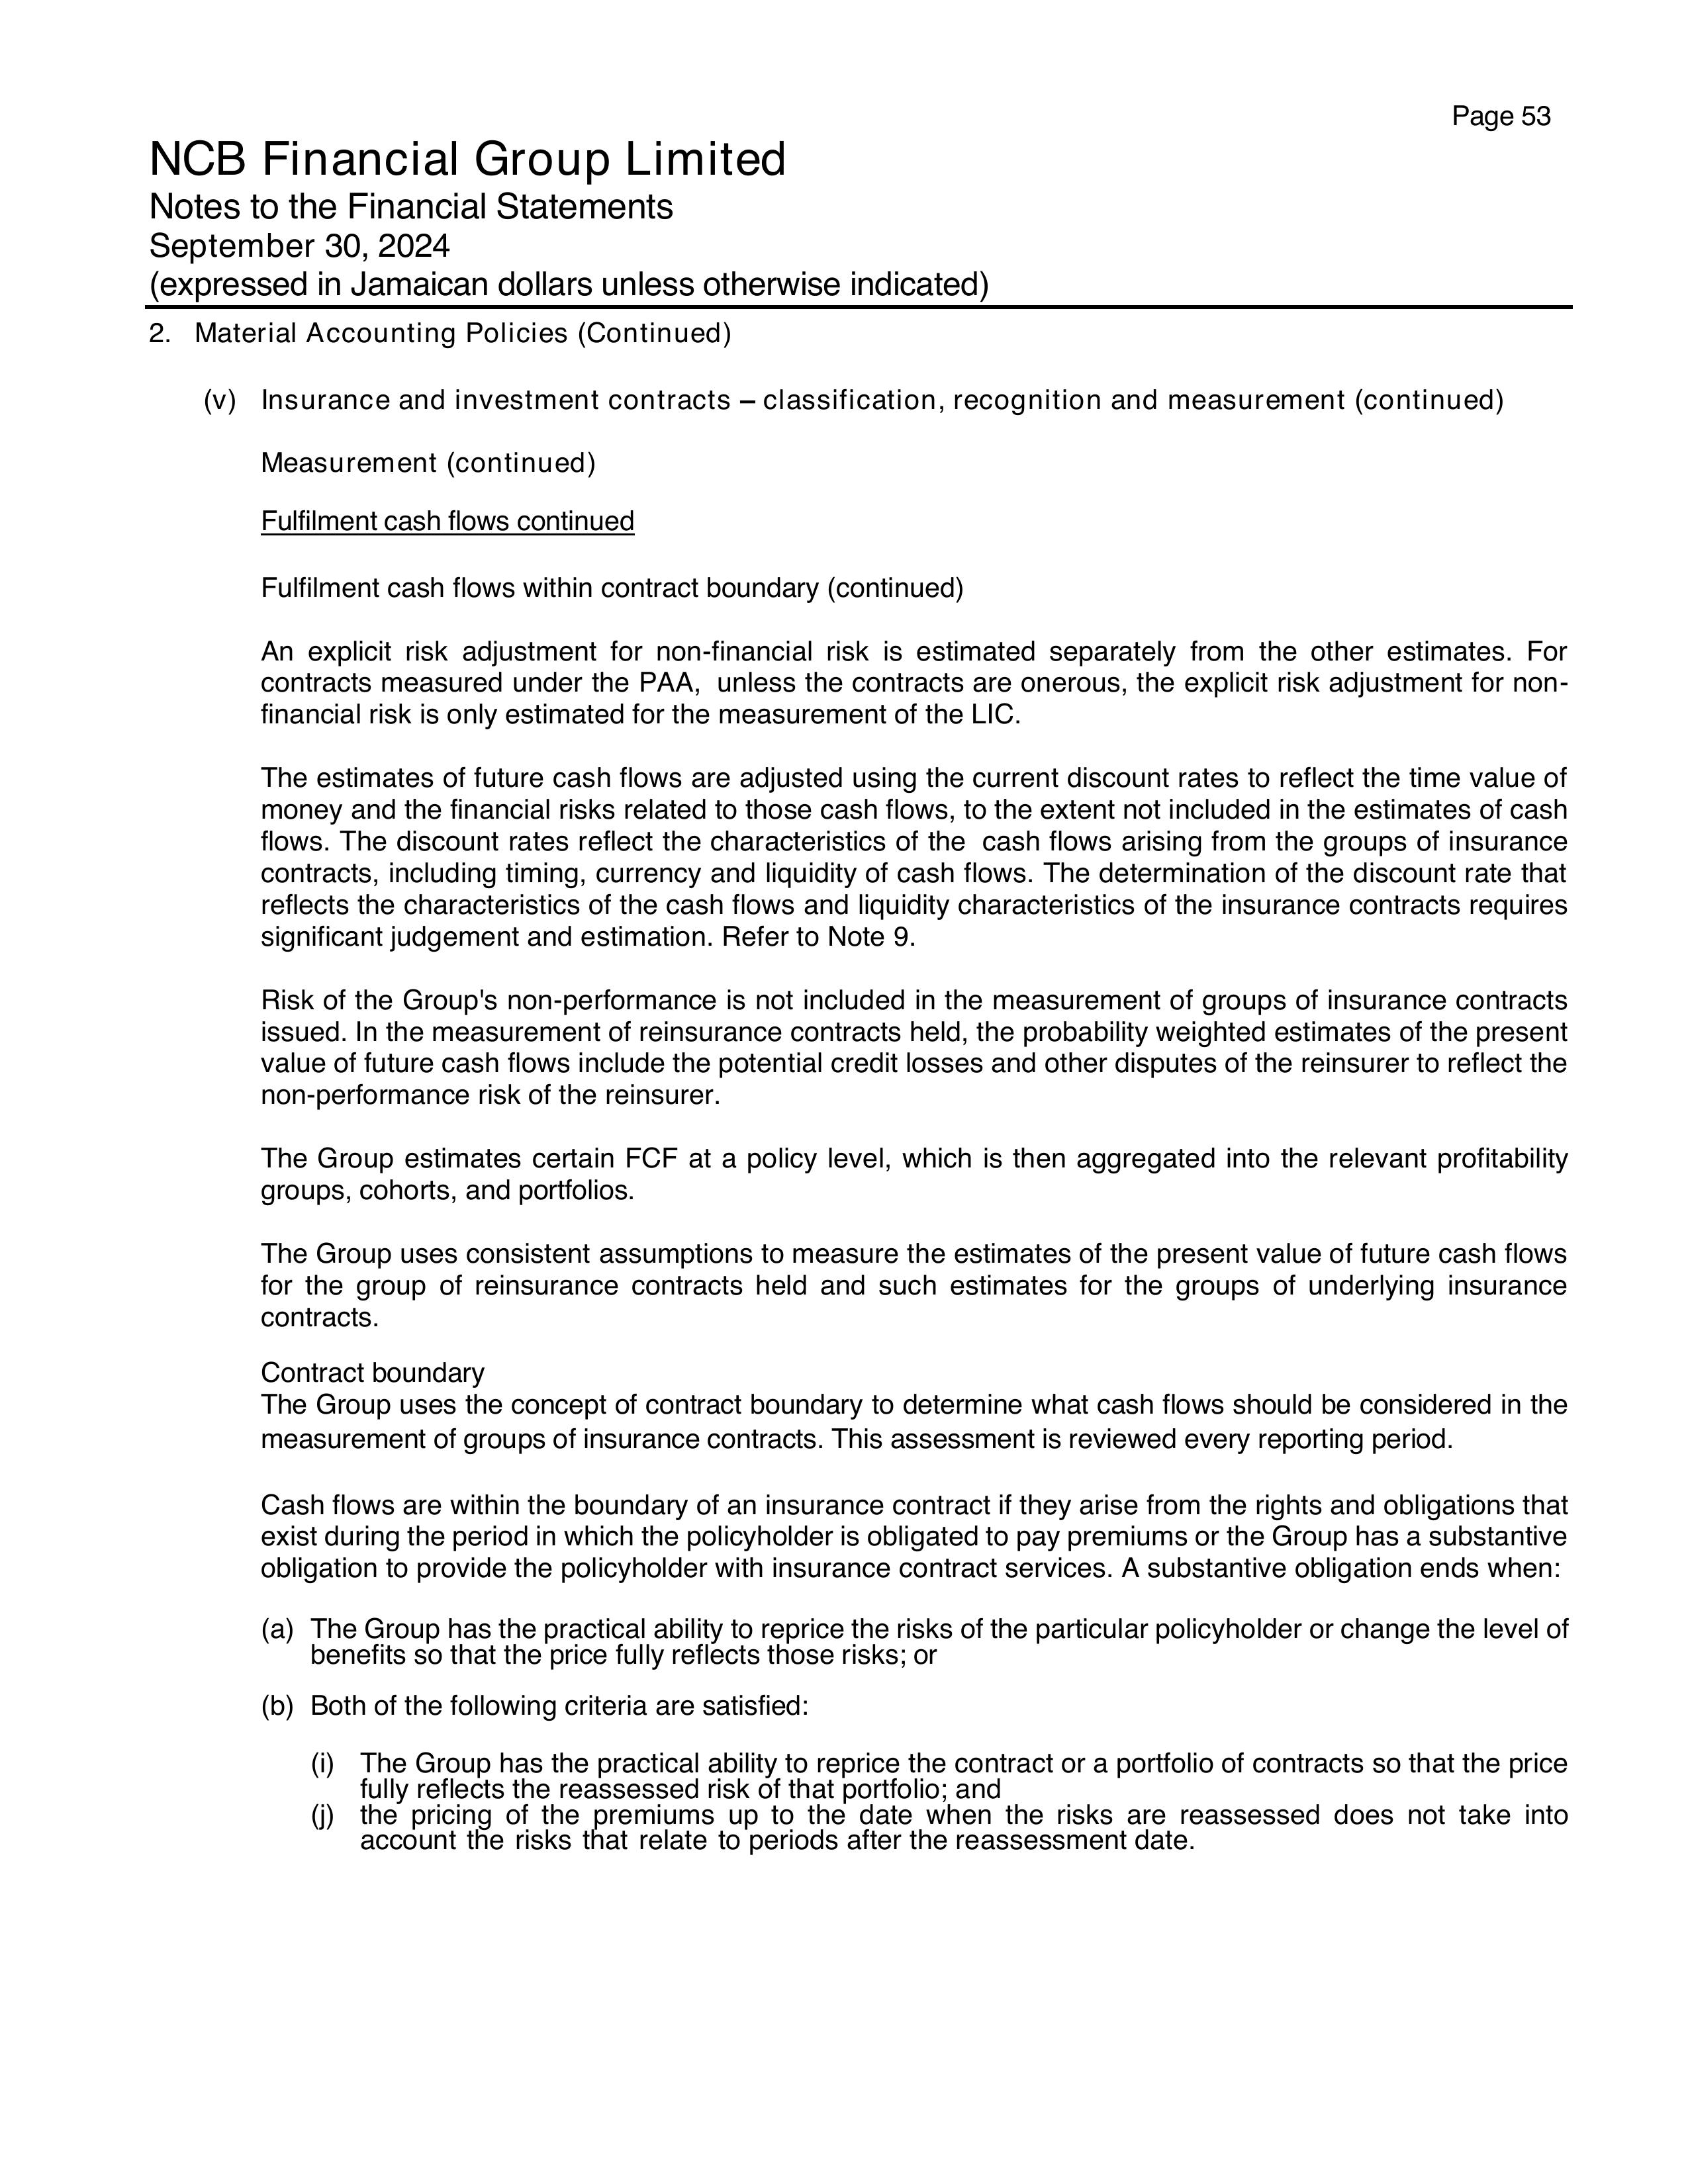 Page 53
NCB Financial Group Limited
Notes to the Financial Statements
September 30, 2024
(expressed in Jamaican dollars unless otherwise indicated)
2. Material Accounting Policies (Continued)
(v) Insurance and investment contracts – classification, recognition and measurement (continued)
Measurement (continued)
Fulfilment cash flows continued
Fulfilment cash flows within contract boundary (continued)
An explicit risk adjustment for non-financial risk is estimated separately from the other estimates. For
contracts measured under the PAA, unless the contracts are onerous, the explicit risk adjustment for non-
financial risk is only estimated for the measurement of the LIC.
The estimates of future cash flows are adjusted using the current discount rates to reflect the time value of
money and the financial risks related to those cash flows, to the extent not included in the estimates of cash
flows. The discount rates reflect the characteristics of the cash flows arising from the groups of insurance
contracts, including timing, currency and liquidity of cash flows. The determination of the discount rate that
reflects the characteristics of the cash flows and liquidity characteristics of the insurance contracts requires
significant judgement and estimation. Refer to Note 9.
Risk of the Group's non-performance is not included in the measurement of groups of insurance contracts
issued. In the measurement of reinsurance contracts held, the probability weighted estimates of the present
value of future cash flows include the potential credit losses and other disputes of the reinsurer to reflect the
non-performance risk of the reinsurer.
The Group estimates certain FCF at a policy level, which is then aggregated into the relevant profitability
groups, cohorts, and portfolios.
The Group uses consistent assumptions to measure the estimates of the present value of future cash flows
for the group of reinsurance contracts held and such estimates for the groups of underlying insurance
contracts.
Contract boundary
The Group uses the concept of contract boundary to determine what cash flows should be considered in the
measurement of groups of insurance contracts. This assessment is reviewed every reporting period.
Cash flows are within the boundary of an insurance contract if they arise from the rights and obligations that
exist during the period in which the policyholder is obligated to pay premiums or the Group has a substantive
obligation to provide the policyholder with insurance contract services. A substantive obligation ends when:
(a) The Group has the practical ability to reprice the risks of the particular policyholder or change the level of
benefits so that the price fully reflects those risks; or
(b) Both of the following criteria are satisfied:
(i) The Group has the practical ability to reprice the contract or a portfolio of contracts so that the price
fully reflects the reassessed risk of that portfolio; and
(j) the pricing of the premiums up to the date when the risks are reassessed does not take into
account the risks that relate to periods after the reassessment date.